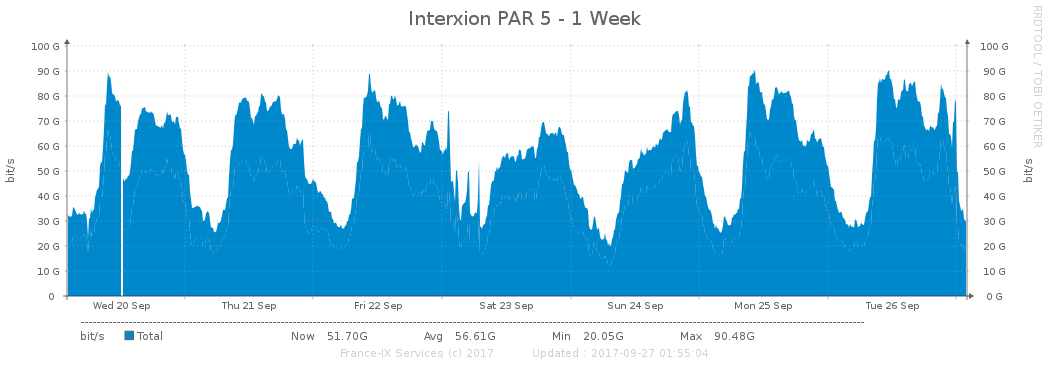 Interxion PAR 5 - 1 Week
RRDTOOL / TOBI OETIKER
bit/s
bit/s
100 G 100 G
90 G 90 G
80 G 80 G
70 G 70 G
60 G 60 G
50 G 50 G
40 G 40 G
30 G 30 G
20 G 20 G
10 G 10 G
0 0 G
Wed 20 Sep Thu 21 Sep Fri 22 Sep Sat 23 Sep Sun 24 Sep Mon 25 Sep Tue 26 Sep
bit/s Total Now 51.70G Avg 56.61G Min 20.05G Max 90.48G
France-IX Services (c) 2017 Updated : 2017-09-27 01:55:04